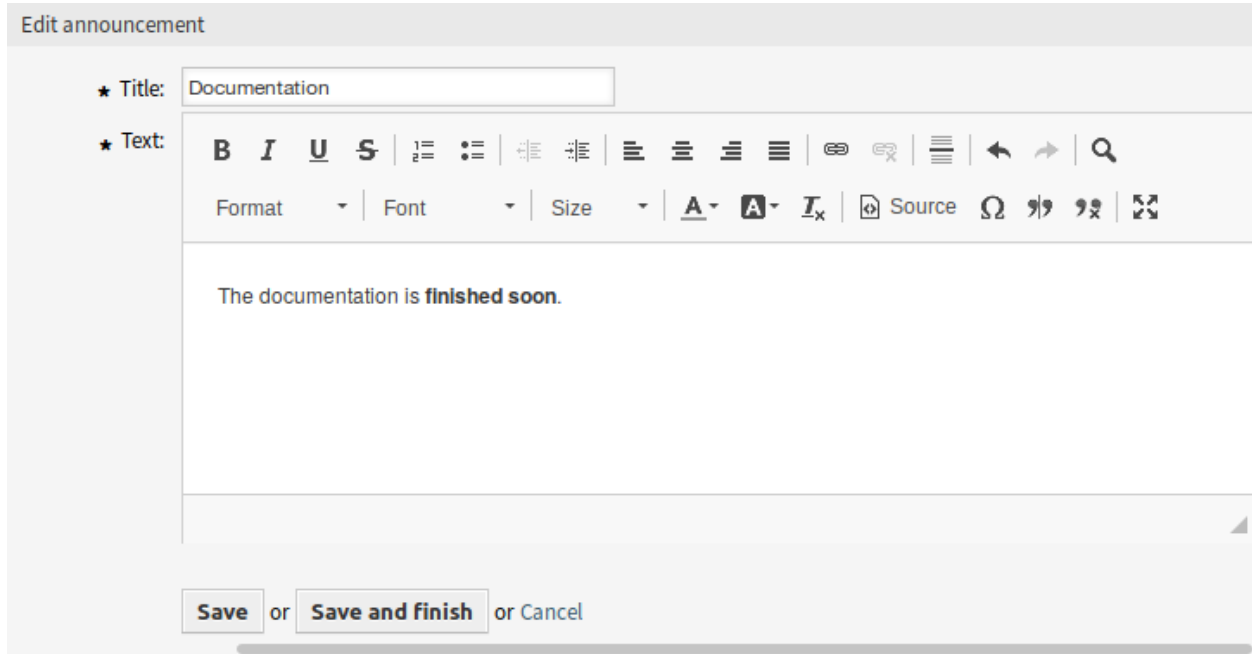 Edit announcement
★ Title: Documentation
★ Text:
B I U S
Format Font Size A A Tx Source Ω
The documentation is finished soon.
Save or Save and finish or Cancel